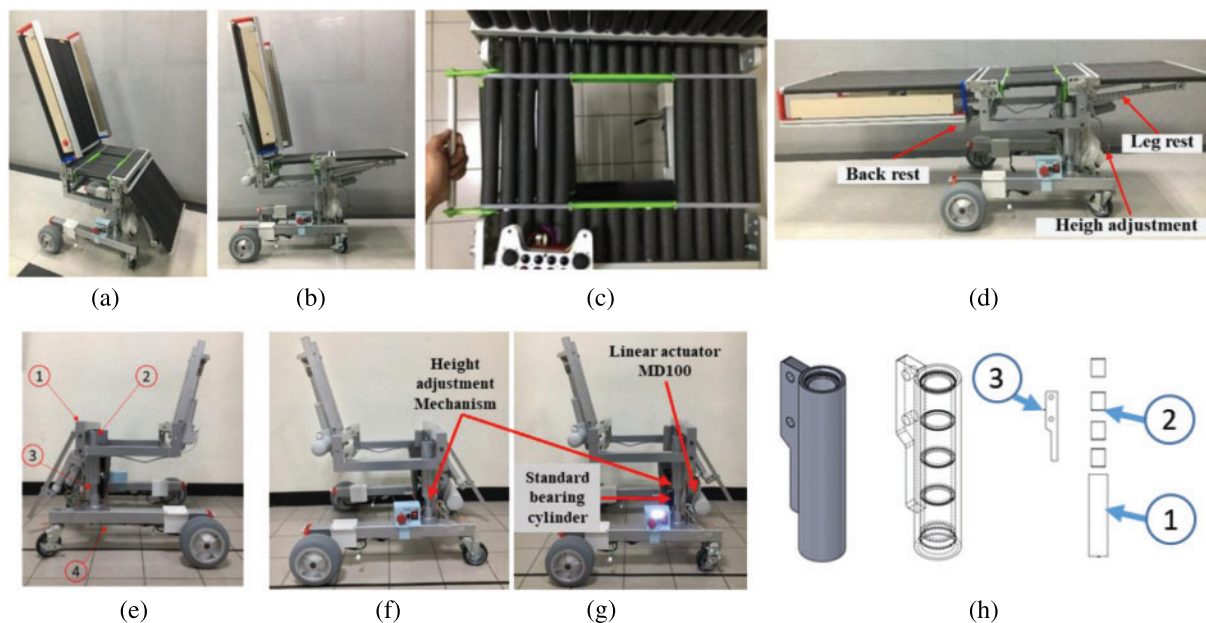 Leg rest
Back rest
Heigh adjustment
(a)
(b)
(c)
(d)
1
2
3
4
Height
adjustment
Mechanism
Linear actuator
MD100
Standard
bearing
cylinder
3
2
1
(e)
(f)
(g)
(h)